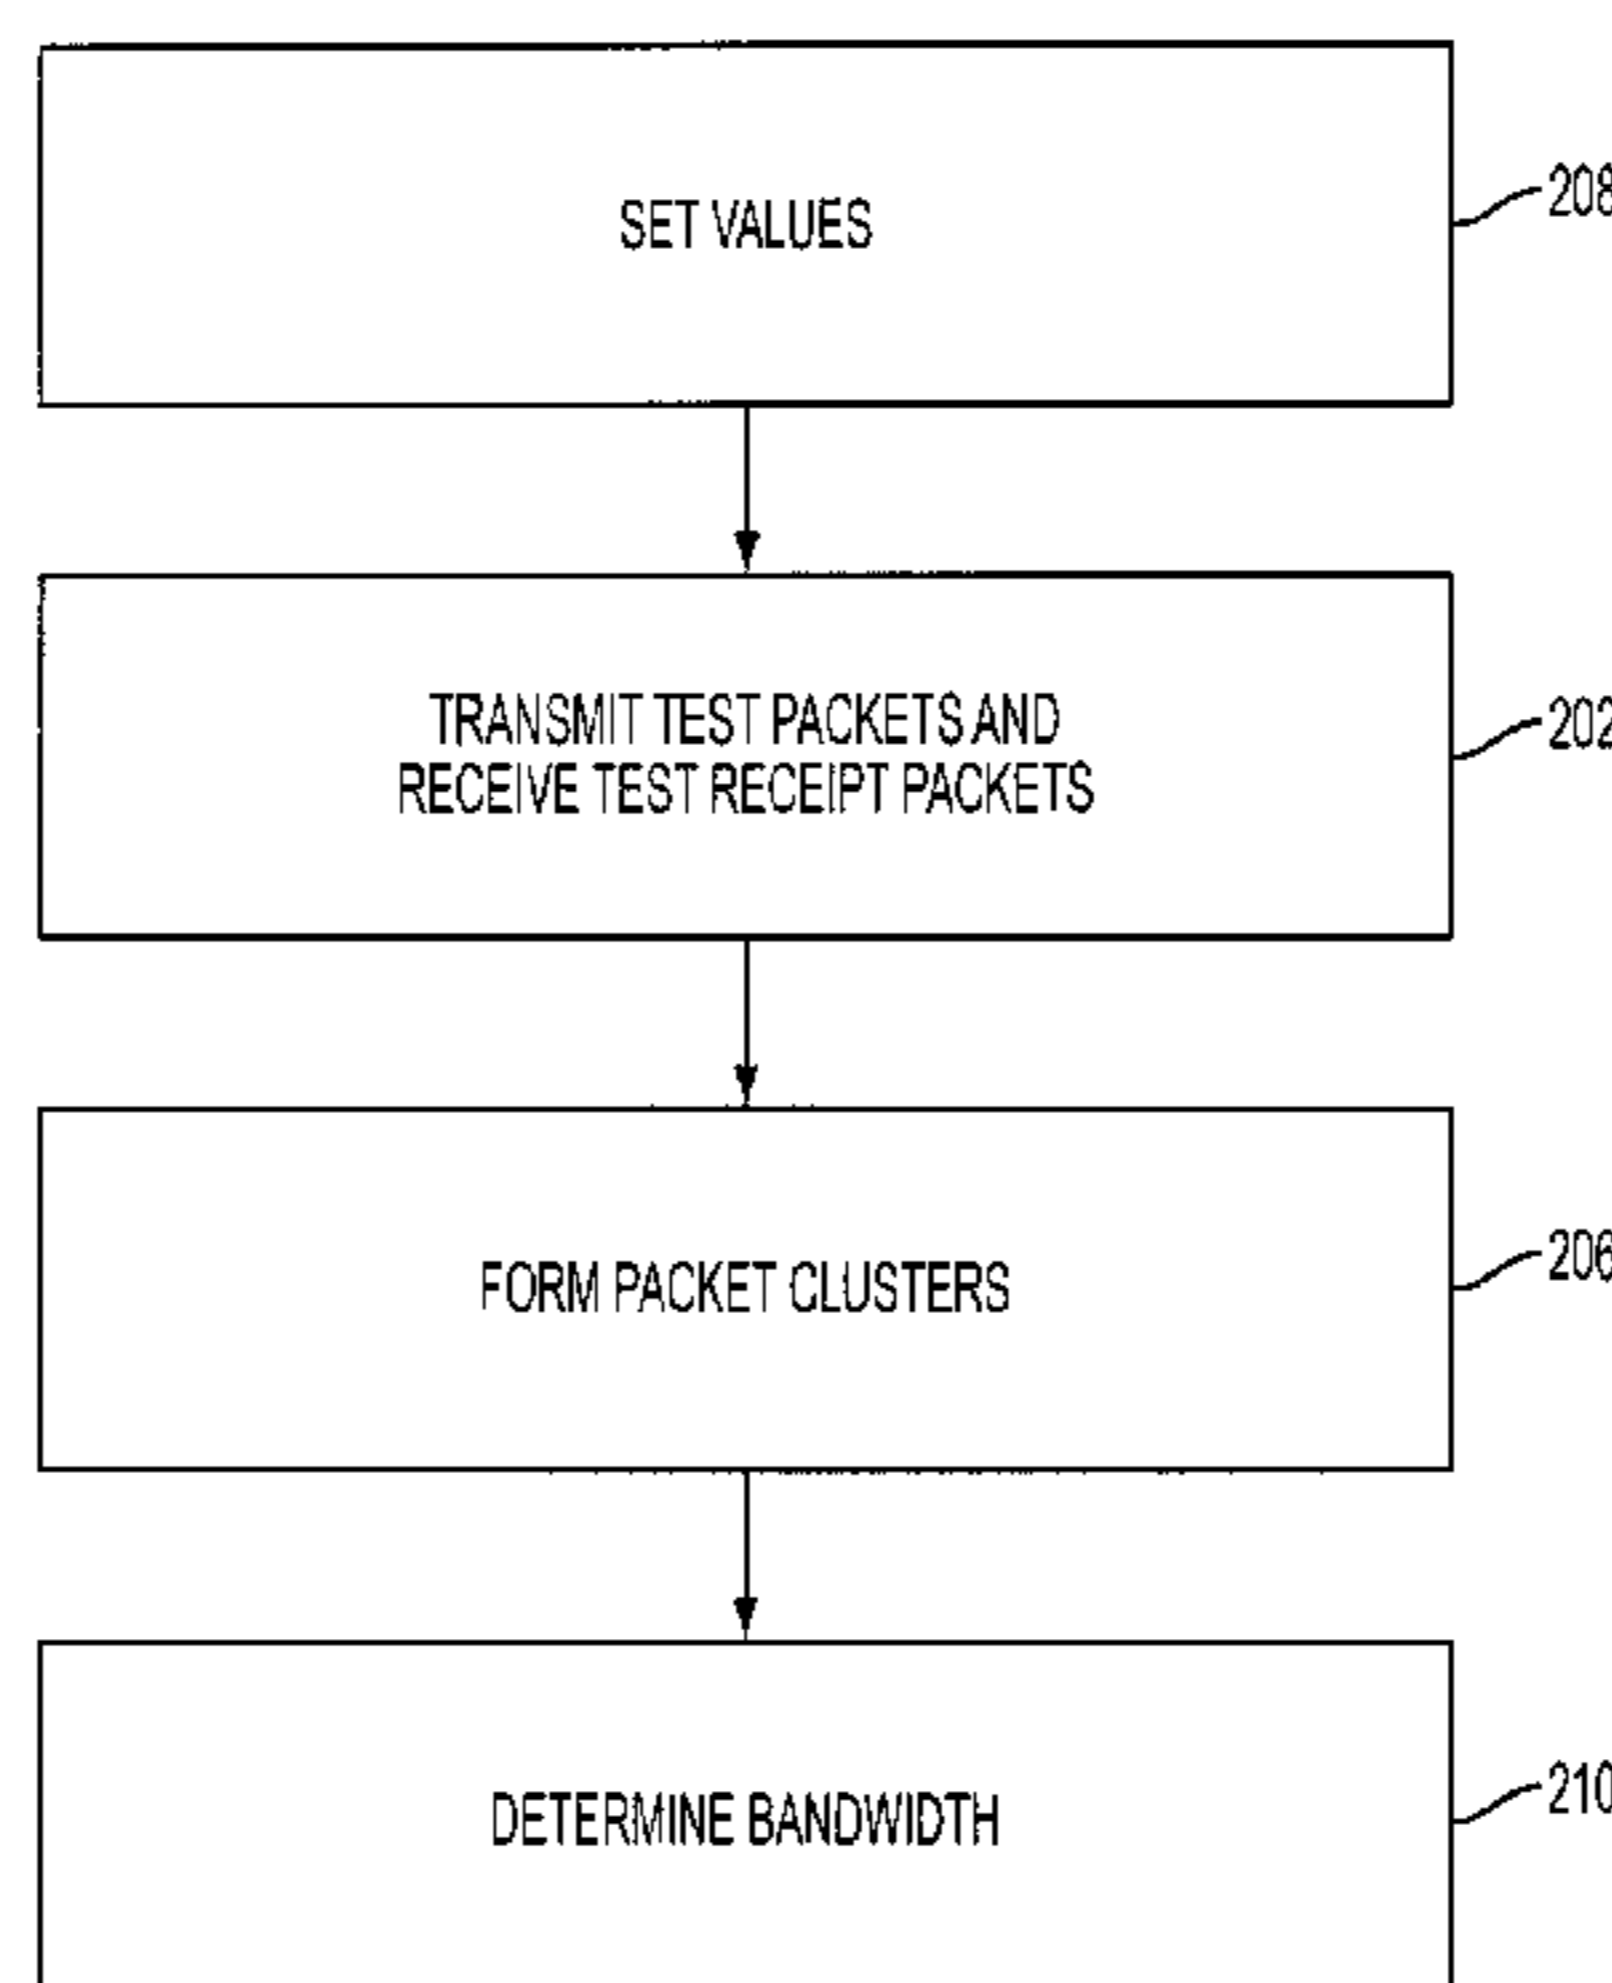 SET VALUES
208
TRANSMIT TEST PACKETS AND
RECEIVE TEST RECEIPT PACKETS
202
FORM PACKET CLUSTERS
206
DETERMINE BANDWIDTH
210